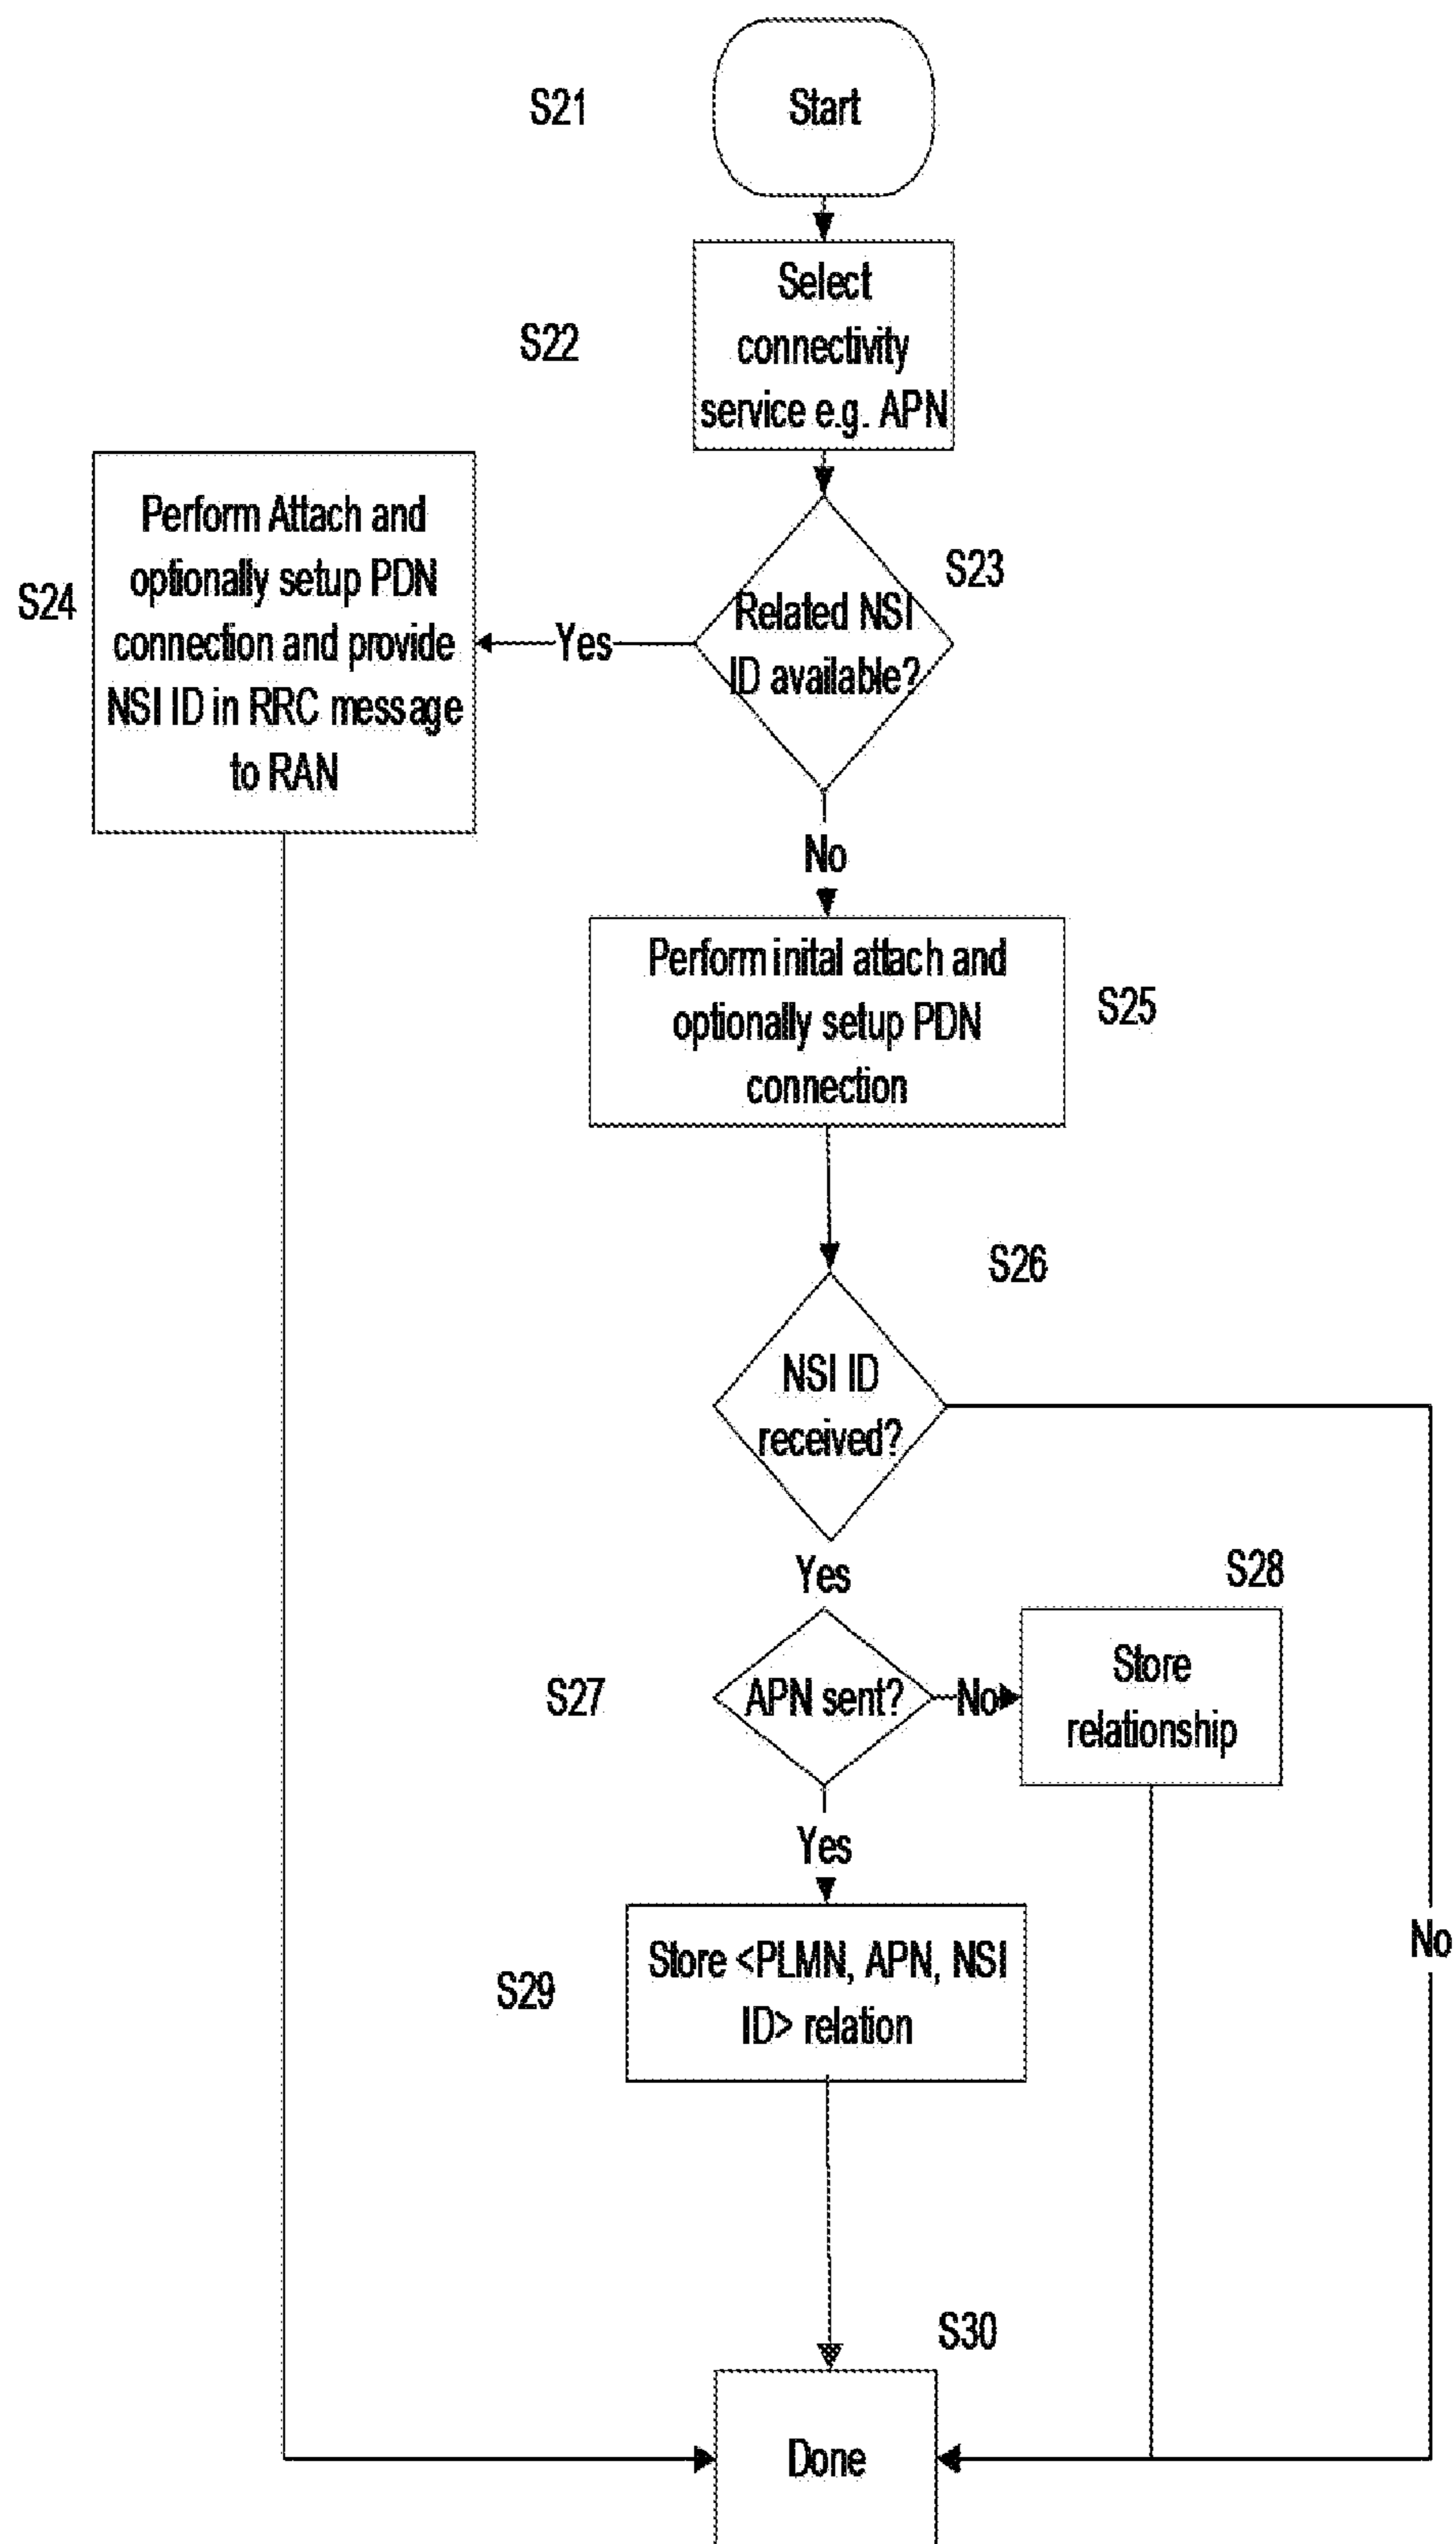 S21
Start
S22
Select
connectivity
service e.g. APN
S23
Related NSI
ID available?
Yes
S24
Perform Attach and
optionally setup PDN
connection and provide
NSI ID in RRC message
to RAN
No
Perform inital attach and
optionally setup PDN
connection
S25
S26
NSI ID
received?
Yes
S27
APN sent?
No
S28
Store
relationship
Yes
S29
Store <PLMN, APN, NSI
ID> relation
No
S30
Done